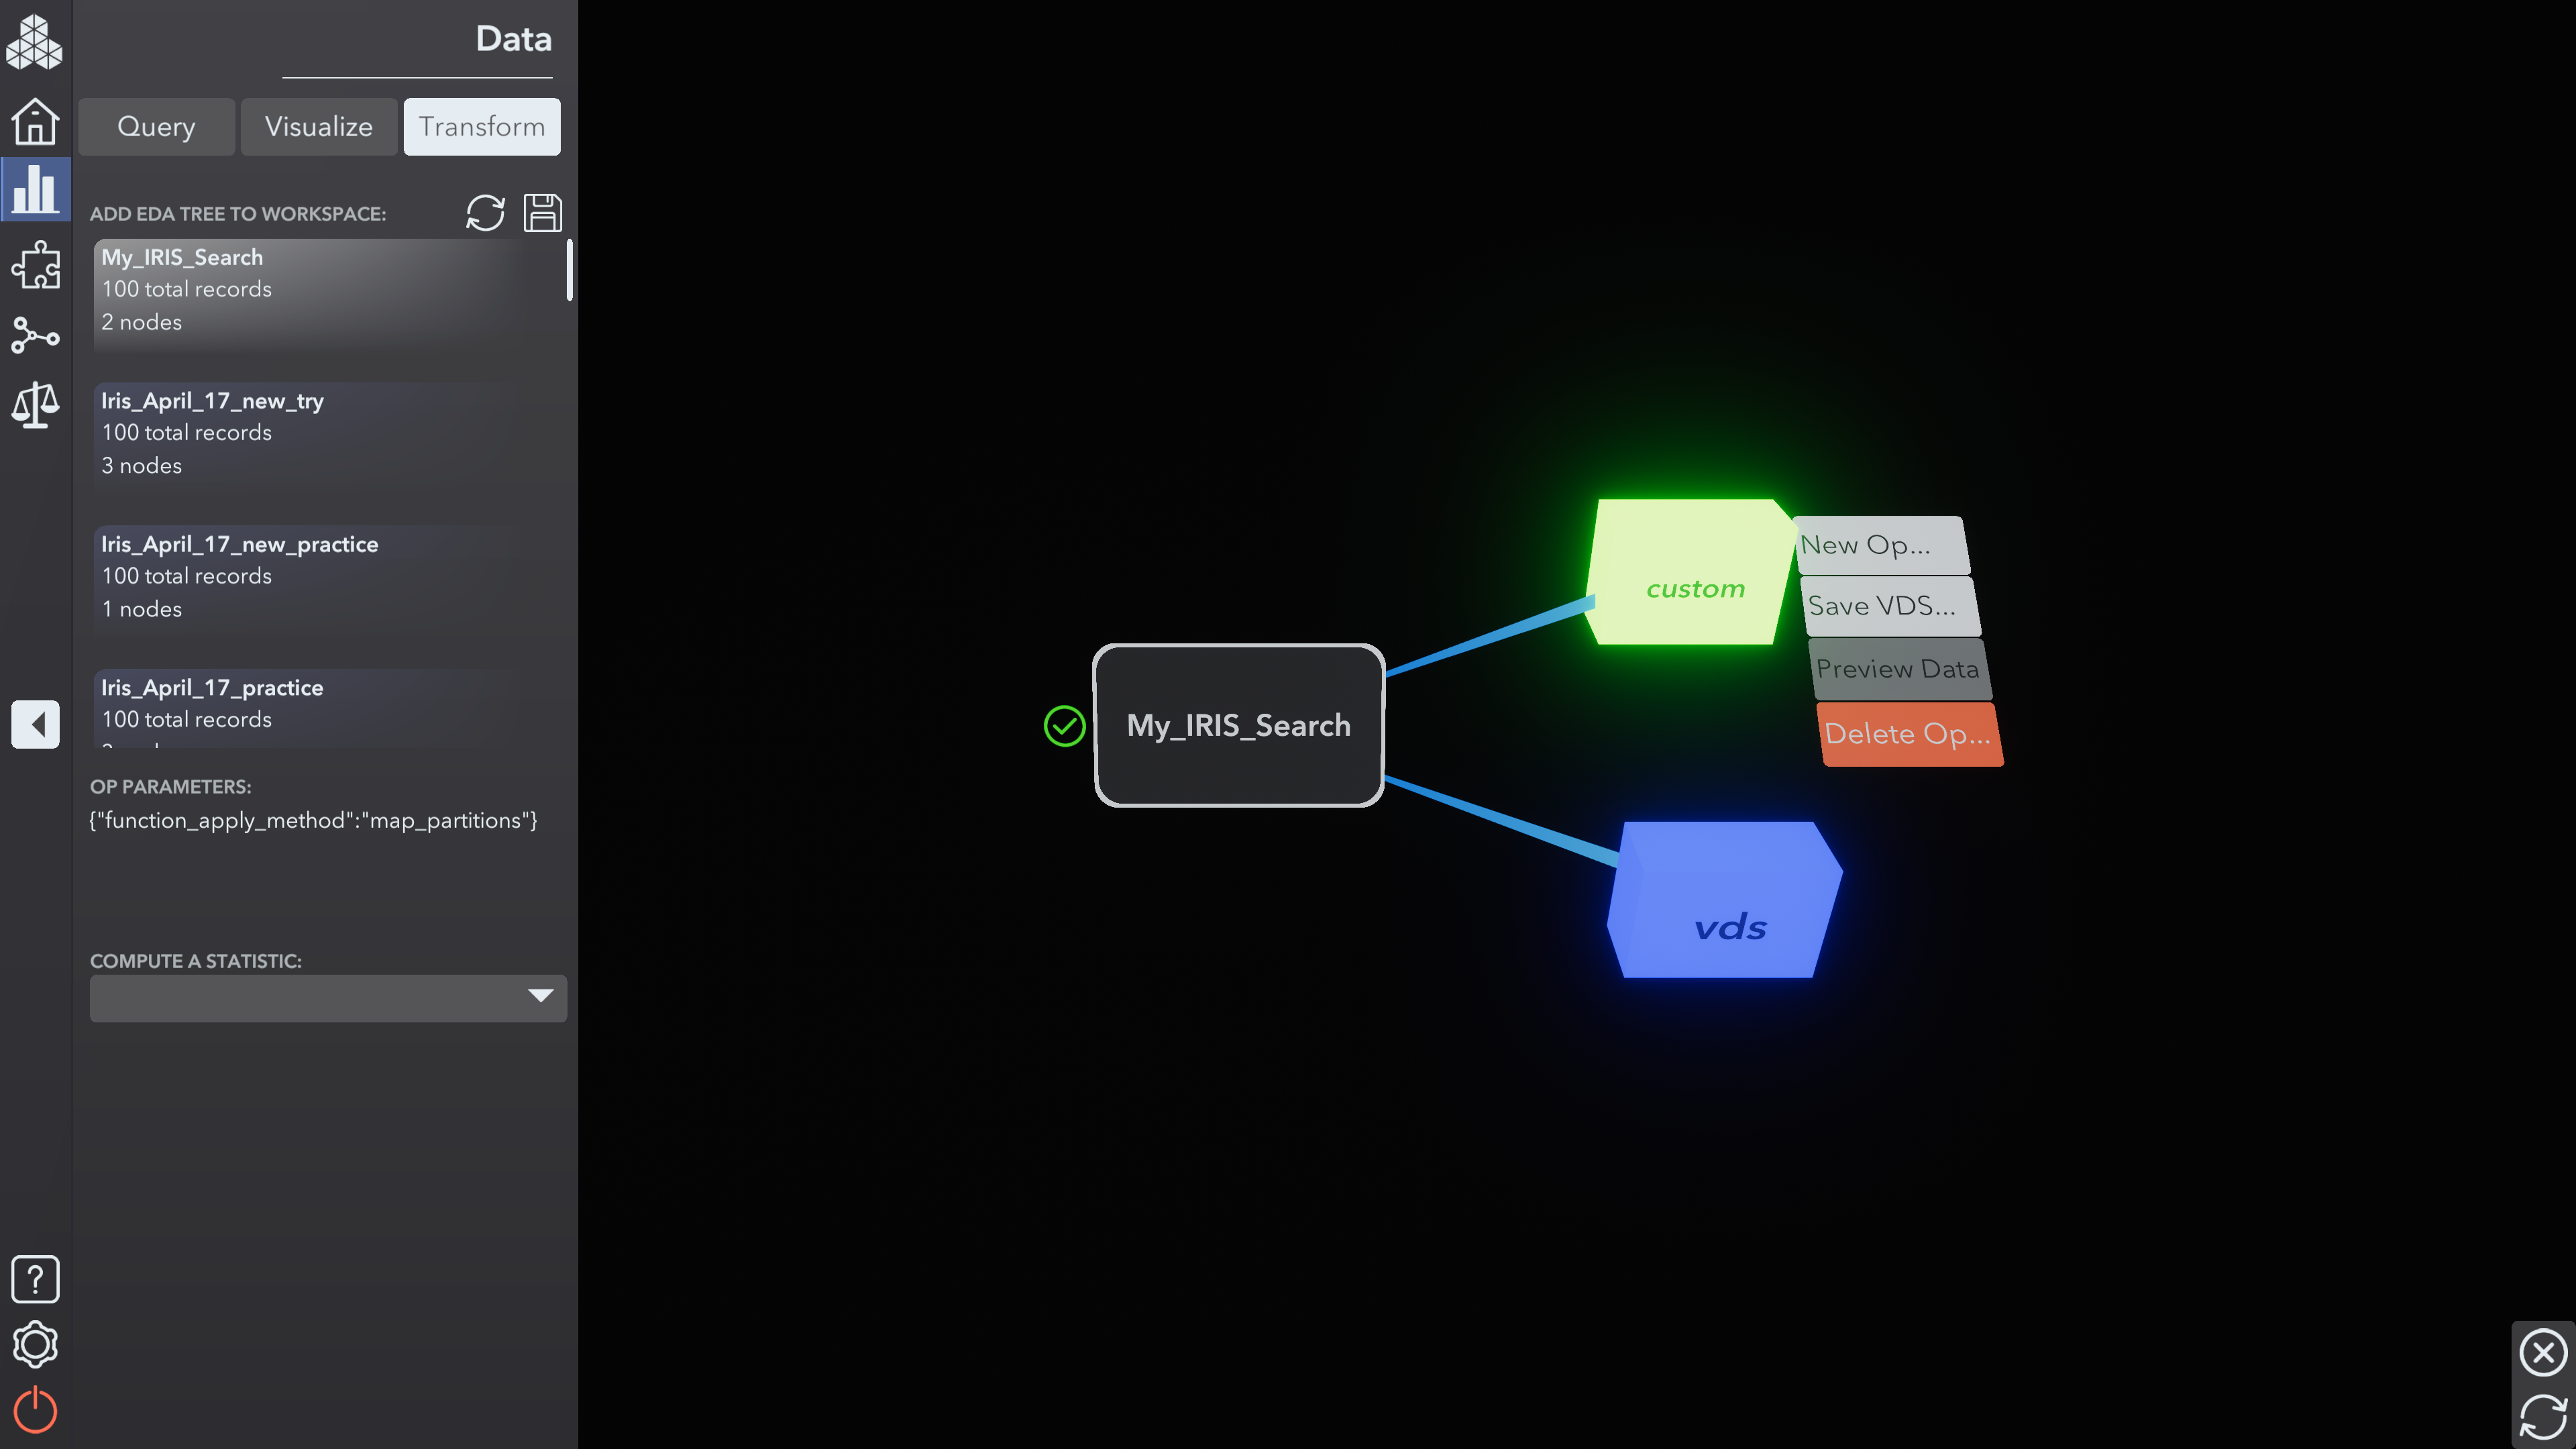 Data
Query
Visualize
Transform
ADD EDA TREE TO WORKSPACE:
My_IRIS_Search
100 total records
2 nodes
Iris_April_17_new_try
100 total records
3 nodes
Iris_April_17_new_practice
100 total records
1 nodes
Iris_April_17_practice
100 total records
OP PARAMETERS:
{"function_apply_method":"map_partitions"}
COMPUTE A STATISTIC:
?
My_IRIS_Search
custom
New Op...
Save VDS...
Preview Data
Delete Op...
vds